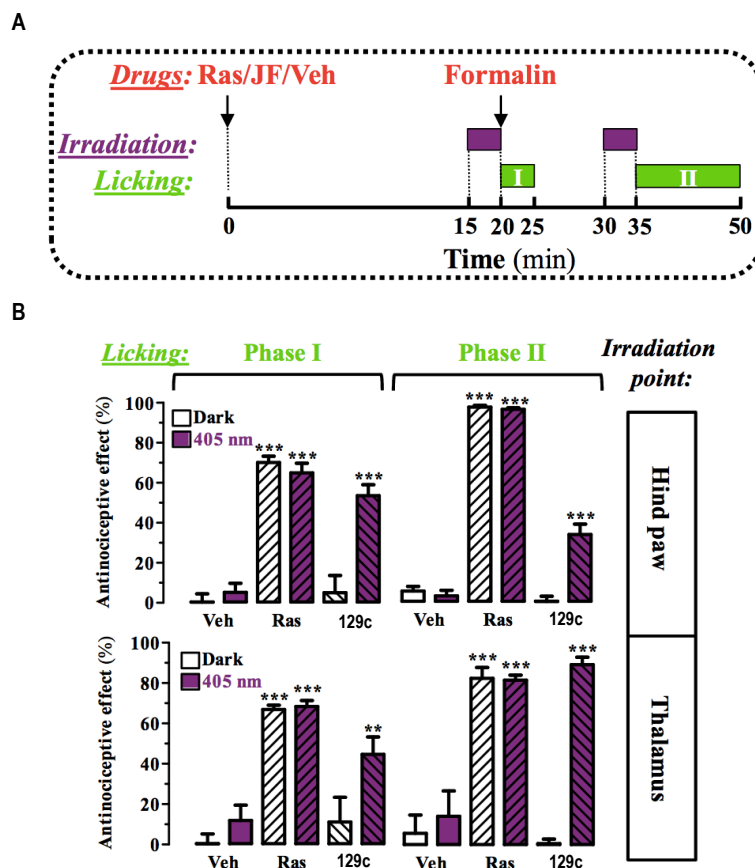 A
Drugs: Ras/JF/Veh Formalin
Irradiation:
Licking: I II
0 15 20 25 30 35 50
Time (min)
B
Licking: Phase I Phase II Irradiation
point:
Antinociceptive effect (%)
100
80
60
40
20
0
Dark
405 nm
***
***
***
***
***
***
Veh Ras 129c Veh Ras 129c
Hind paw
Antinociceptive effect (%)
100
80
60
40
20
0
Dark
405 nm
***
***
**
***
***
***
Veh Ras 129c Veh Ras 129c
Thalamus